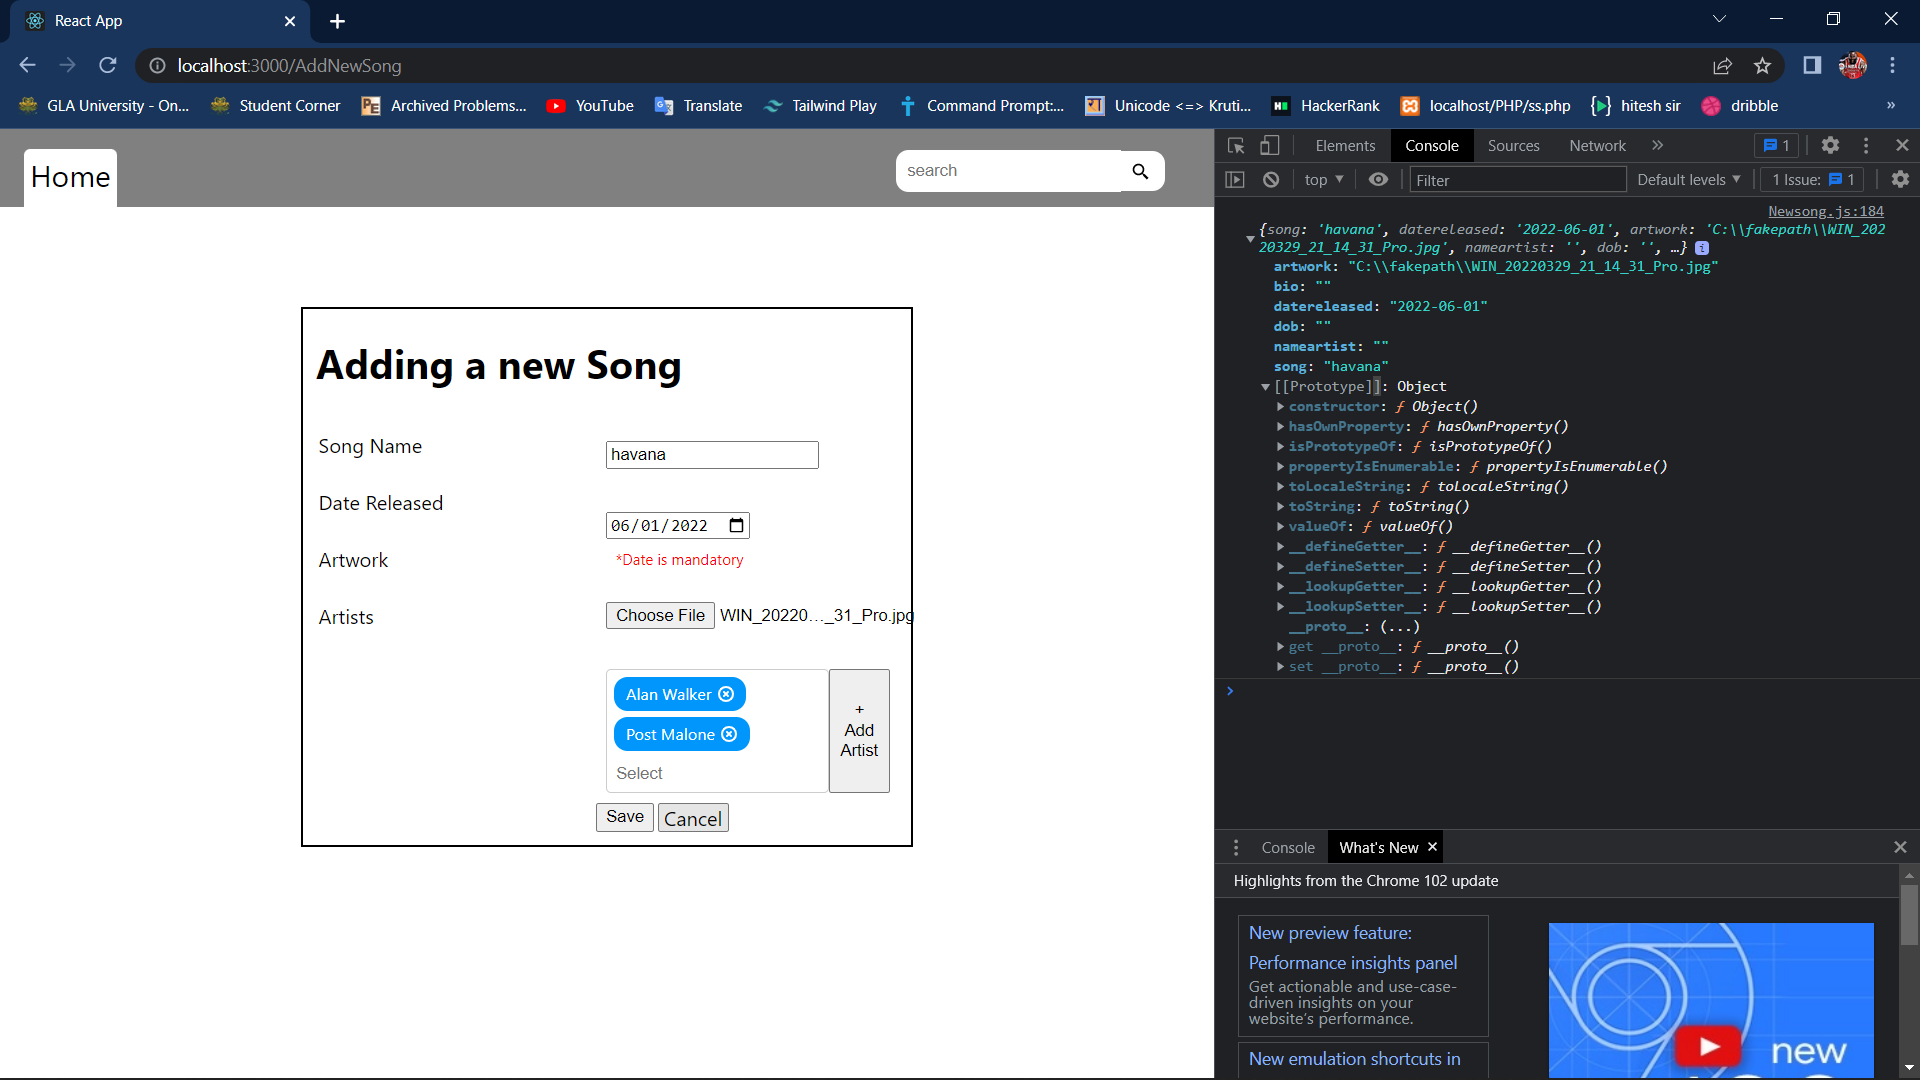 React App
localhost:3000/AddNewSong
GLA University - On...
Student Corner
Archived Problems...
YouTube
Translate
Tailwind Play
Command Prompt:...
Unicode <=> Kruti...
HackerRank
localhost/PHP/ss.php
hitesh sir
dribble
»
Home
search
Adding a new Song
Song Name
havana
Date Released
06/01/2022
Artwork
*Date is mandatory
Artists
Choose File WIN_20220..._31_Pro.jpg
Alan Walker
Post Malone
Select
+
Add
Artist
Save
Cancel
Elements
Console
Sources
Network
»
1
top
Filter
Default levels
1 Issue: 1
Newsong.js:184
{song: 'havana', datereleased: '2022-06-01', artwork: 'C:\\fakepath\\WIN_202
20329_21_14_31_Pro.jpg', nameartist: '', dob: '', …} i
artwork: "C:\\fakepath\\WIN_20220329_21_14_31_Pro.jpg"
bio: ""
datereleased: "2022-06-01"
dob: ""
nameartist: ""
song: "havana"
[[Prototype]]: Object
constructor: ƒ Object()
hasOwnProperty: ƒ hasOwnProperty()
isPrototypeOf: ƒ isPrototypeOf()
propertyIsEnumerable: ƒ propertyIsEnumerable()
toLocaleString: ƒ toLocaleString()
toString: ƒ toString()
valueOf: ƒ valueOf()
__defineGetter__: ƒ __defineGetter__()
__defineSetter__: ƒ __defineSetter__()
__lookupGetter__: ƒ __lookupGetter__()
__lookupSetter__: ƒ __lookupSetter__()
__proto__: (...)
get __proto__: ƒ __proto__()
set __proto__: ƒ __proto__()
Console
What's New
Highlights from the Chrome 102 update
New preview feature:
Performance insights panel
Get actionable and use-case-
driven insights on your
website's performance.
New emulation shortcuts in
new